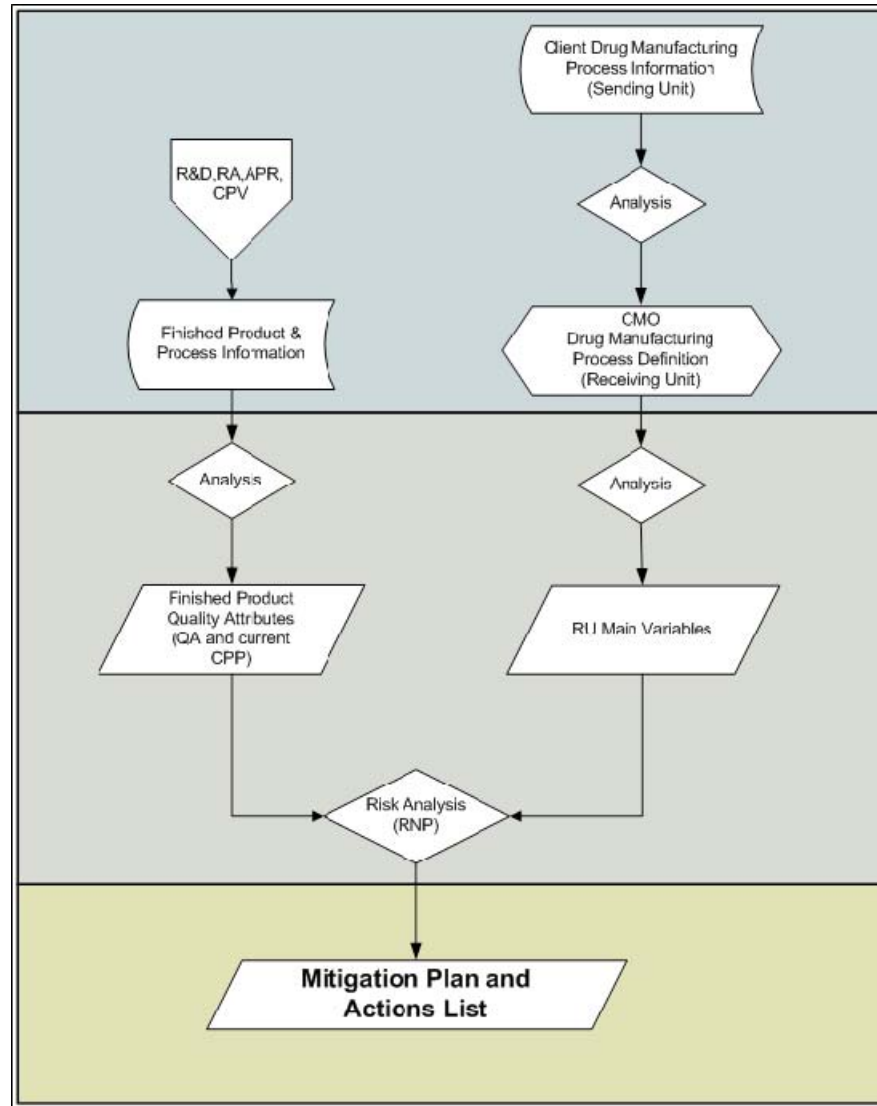 Client Drug Manufacturing
Process Information
(Sending Unit)
R&D,RA,APR,
CPV
Analysis
Finished Product &
Process Information
CMO
Drug Manufacturing
Process Definition
(Receiving Unit)
Analysis
Analysis
Finished Product
Quality Attributes
(QA and current
CPP)
RU Main Variables
Risk Analysis
(RNP)
Mitigation Plan and
Actions List